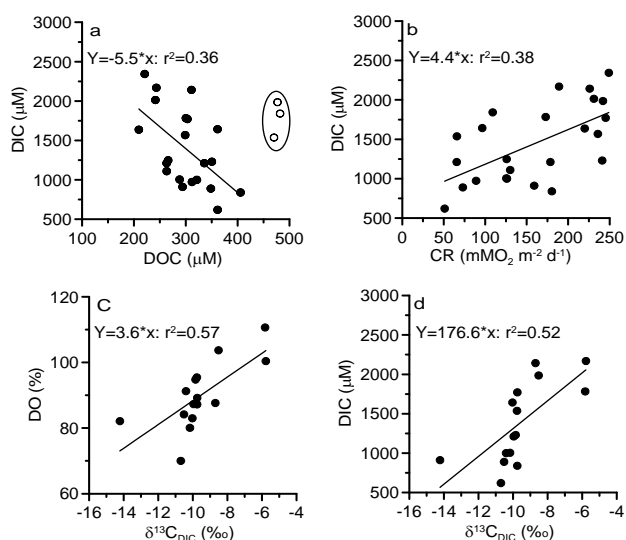 a
Y=-5.5*x: r²=0.36
3000
2500
2000
1500
1000
500
DIC (µM)
0 100 200 300 400 500
DOC (µM)
b
Y=4.4*x: r²=0.38
3000
2500
2000
1500
1000
500
DIC (µM)
0 50 100 150 200 250
CR (mMO₂ m⁻² d⁻¹)
C
Y=3.6*x: r²=0.57
120
100
80
60
DO (%)
-16 -14 -12 -10 -8 -6 -4
δ¹³C_DIC (‰)
d
Y=176.6*x: r²=0.52
3000
2500
2000
1500
1000
500
DIC (µM)
-16 -14 -12 -10 -8 -6 -4
δ¹³C_DIC (‰)